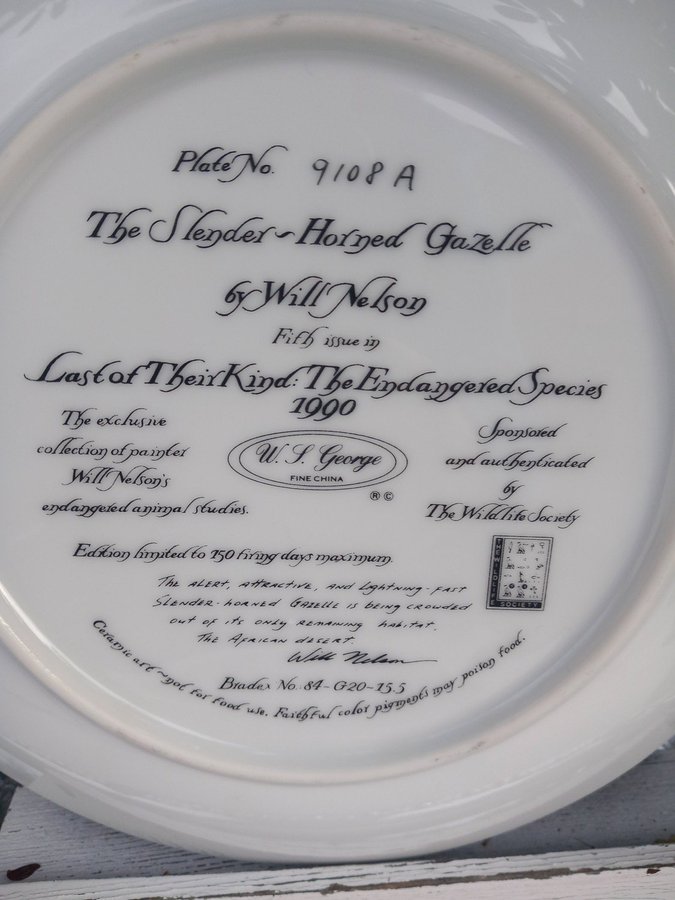 Plate No. 9108 A
The Slender-Horned Gazelle
by Will Nelson
Fifth issue in
Last of Their Kind: The Endangered Species
1990
The exclusive
collection of painter
Will Nelson's
endangered animal studies.
W. S. George
FINE CHINA
® ©
Sponsored
and authenticated
by
The Wildlife Society
Edition limited to 150 firing days maximum.
THE WILDLIFE
SOCIETY
The alert, attractive, and lightning-fast
Slender-horned Gazelle is being crowded
out of its only remaining habitat.
The African desert.
Will Nelson
Bradex No. 84-G20-15.5
Ceramic art ~ not for food use. Faithful color pigments may poison food.